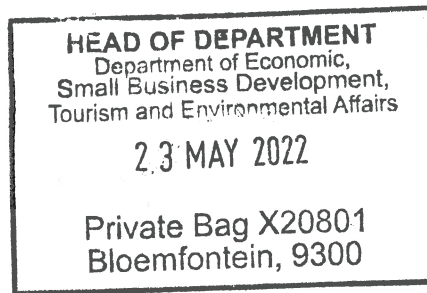 HEAD OF DEPARTMENT
Department of Economic,
Small Business Development,
Tourism and Environmental Affairs
23 MAY 2022
Private Bag X20801
Bloemfontein, 9300